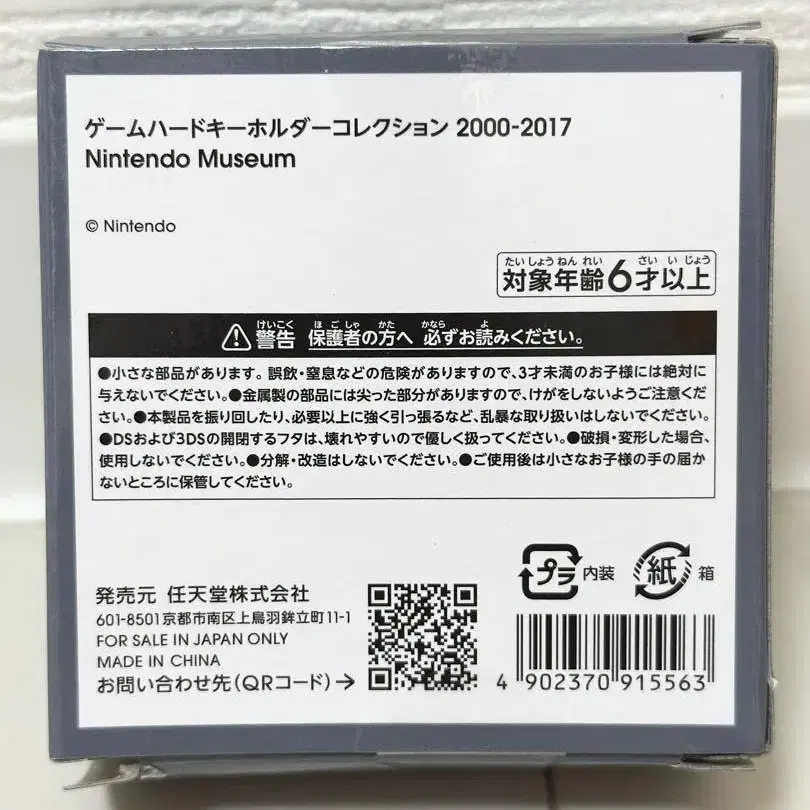 ゲームハードキーホルダーコレクション 2000-2017
Nintendo Museum
© Nintendo
たいしょうねんれい さいいじょう
対象年齢6才以上
けいこく ほごしゃ かた かなら よ
警告 保護者の方へ 必ずお読みください。
●小さな部品があります。誤飲・窒息などの危険がありますので、3才未満のお子様には絶対に
与えないでください。●金属製の部品には尖った部分がありますので、けがをしないようご注意くだ
さい。●本製品を振り回したり、必要以上に強く引っ張るなど、乱暴な取り扱いはしないでください。
●DSおよび3DSの開閉するフタは、壊れやすいので優しく扱ってください。●破損・変形した場合、
使用しないでください。●分解・改造はしないでください。●ご使用後は小さなお子様の手の届か
ないところに保管してください。
プラ 内装 紙 箱
発売元 任天堂株式会社
601-8501 京都市南区上鳥羽鉾立町11-1
FOR SALE IN JAPAN ONLY
MADE IN CHINA
お問い合わせ先(QRコード)→
4 902370 915563